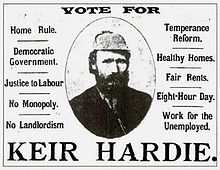 VOTE FOR
Home Rule.
Democratic
Government.
Justice to Labour
No Monopoly.
No Landlordism
Temperance
Reform.
Healthy Homes.
Fair Rents.
Eight-Hour Day.
Work for the
Unemployed.
KEIR HARDIE.